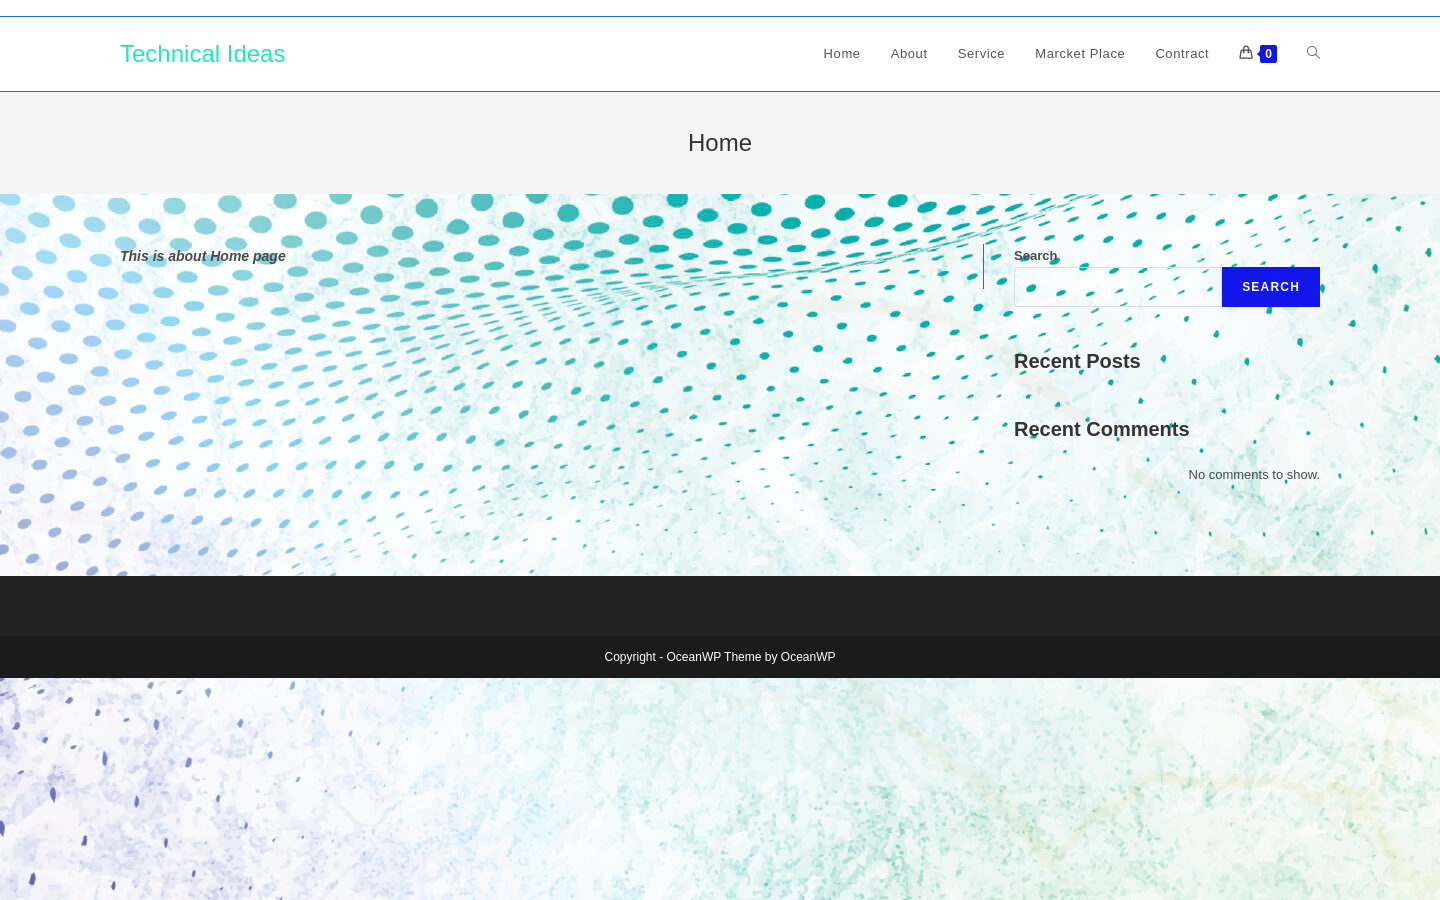 Technical Ideas
Home
About
Service
Marcket Place
Contract
0
Home
This is about Home page
Search
SEARCH
Recent Posts
Recent Comments
No comments to show.
Copyright - OceanWP Theme by OceanWP